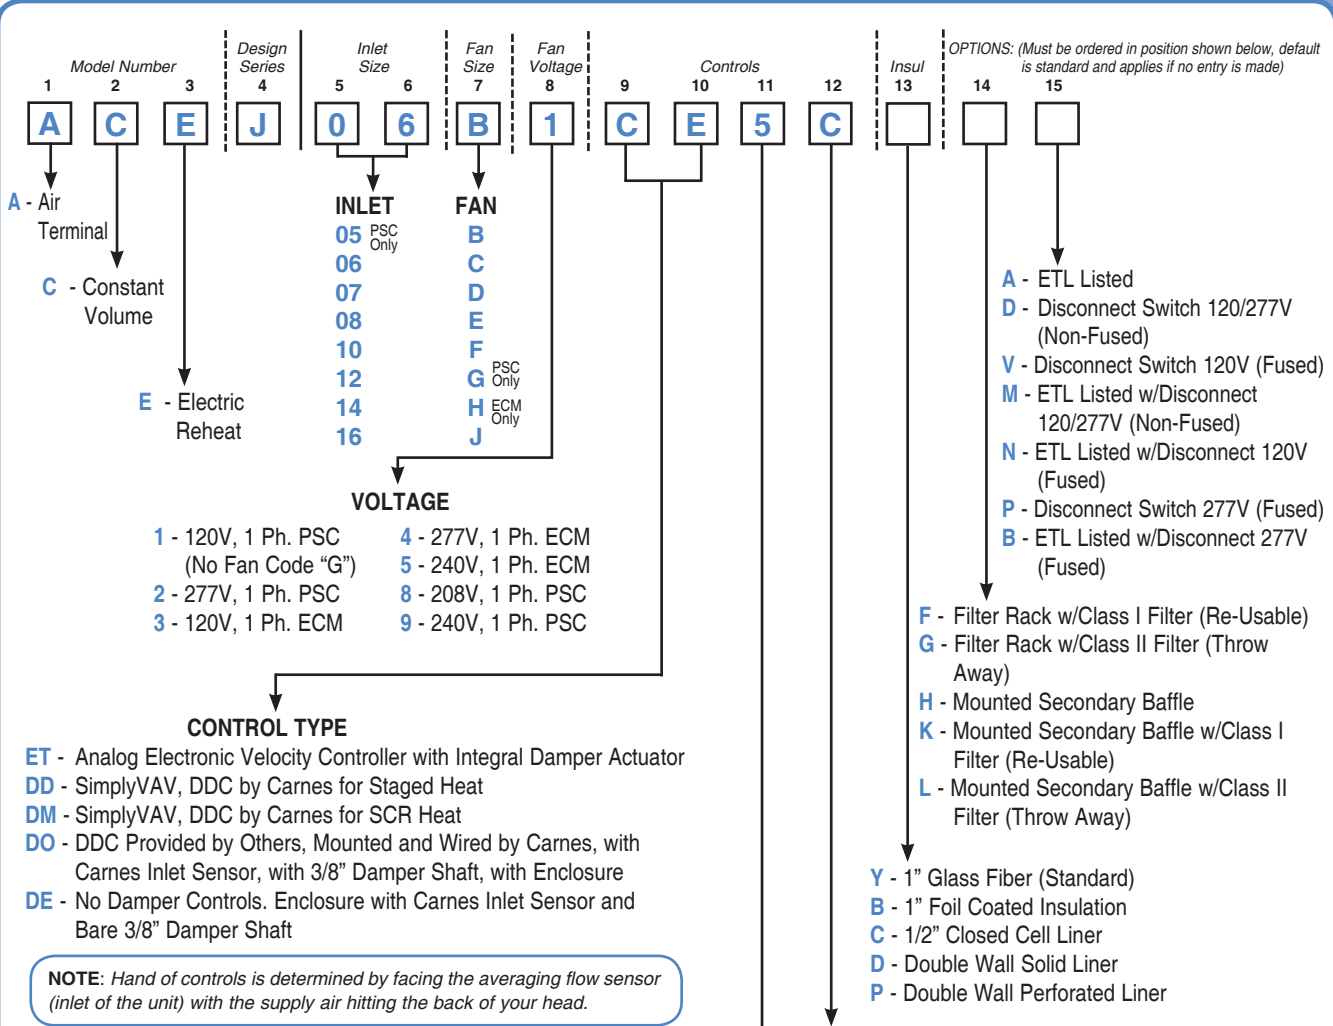 Model Number
Design Series
Inlet Size
Fan Size
Fan Voltage
Controls
Insul
OPTIONS: (Must be ordered in position shown below, default
is standard and applies if no entry is made)
1 2 3 4 5 6 7 8 9 10 11 12 13 14 15
A C E J 0 6 B 1 C E 5 C
A - Air
Terminal
C - Constant
Volume
E - Electric
Reheat
INLET
05 PSC Only
06
07
08
10
12
14
16
FAN
B
C
D
E
F
G PSC Only
H ECM Only
J
VOLTAGE
1 - 120V, 1 Ph. PSC
(No Fan Code “G”)
2 - 277V, 1 Ph. PSC
3 - 120V, 1 Ph. ECM
4 - 277V, 1 Ph. ECM
5 - 240V, 1 Ph. ECM
8 - 208V, 1 Ph. PSC
9 - 240V, 1 Ph. PSC
A - ETL Listed
D - Disconnect Switch 120/277V
(Non-Fused)
V - Disconnect Switch 120V (Fused)
M - ETL Listed w/Disconnect
120/277V (Non-Fused)
N - ETL Listed w/Disconnect 120V
(Fused)
P - Disconnect Switch 277V (Fused)
B - ETL Listed w/Disconnect 277V
(Fused)
F - Filter Rack w/Class I Filter (Re-Usable)
G - Filter Rack w/Class II Filter (Throw
Away)
H - Mounted Secondary Baffle
K - Mounted Secondary Baffle w/Class I
Filter (Re-Usable)
L - Mounted Secondary Baffle w/Class II
Filter (Throw Away)
CONTROL TYPE
ET - Analog Electronic Velocity Controller with Integral Damper Actuator
DD - SimplyVAV, DDC by Carnes for Staged Heat
DM - SimplyVAV, DDC by Carnes for SCR Heat
DO - DDC Provided by Others, Mounted and Wired by Carnes, with
Carnes Inlet Sensor, with 3/8” Damper Shaft, with Enclosure
DE - No Damper Controls. Enclosure with Carnes Inlet Sensor and
Bare 3/8” Damper Shaft
Y - 1” Glass Fiber (Standard)
B - 1” Foil Coated Insulation
C - 1/2” Closed Cell Liner
D - Double Wall Solid Liner
P - Double Wall Perforated Liner
NOTE: Hand of controls is determined by facing the averaging flow sensor
(inlet of the unit) with the supply air hitting the back of your head.